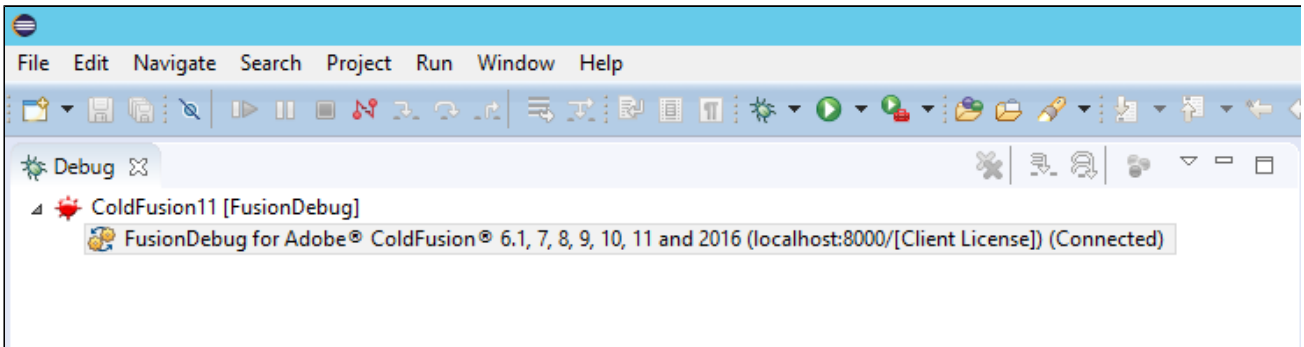 File Edit Navigate Search Project Run Window Help
Debug
ColdFusion11 [FusionDebug]
FusionDebug for Adobe® ColdFusion® 6.1, 7, 8, 9, 10, 11 and 2016 (localhost:8000/[Client License]) (Connected)